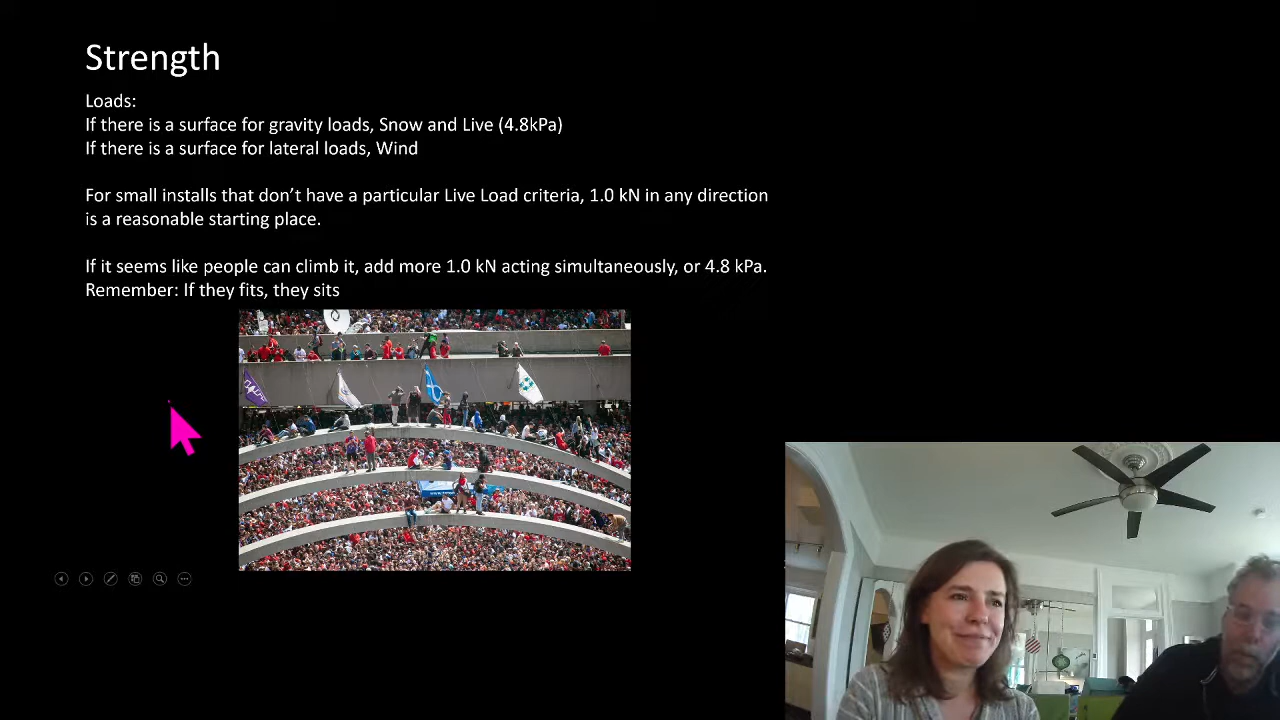 Strength
Loads:
If there is a surface for gravity loads, Snow and Live (4.8kPa)
If there is a surface for lateral loads, Wind
For small installs that don’t have a particular Live Load criteria, 1.0 kN in any direction
is a reasonable starting place.
If it seems like people can climb it, add more 1.0 kN acting simultaneously, or 4.8 kPa.
Remember: If they fits, they sits